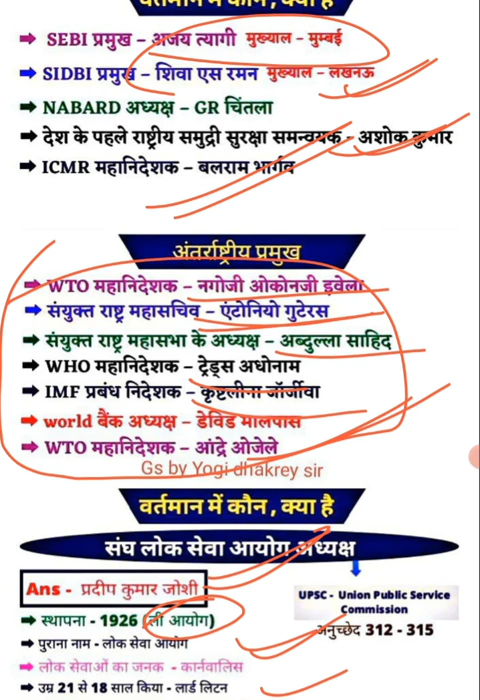 वर्तमान में कौन , क्या है
➡ SEBI प्रमुख – अजय त्यागी मुख्याल – मुम्बई
➡ SIDBI प्रमुख – शिवा एस रमन मुख्याल – लखनऊ
➡ NABARD अध्यक्ष – GR चिंतला
➡ देश के पहले राष्ट्रीय समुद्री सुरक्षा समन्वयक – अशोक कुमार
➡ ICMR महानिदेशक – बलराम भार्गव
अंतर्राष्ट्रीय प्रमुख
➡ WTO महानिदेशक – नगोजी ओकोनजी इवेला
➡ संयुक्त राष्ट्र महासचिव – एंटोनियो गुटेरस
➡ संयुक्त राष्ट्र महासभा के अध्यक्ष – अब्दुल्ला साहिद
➡ WHO महानिदेशक – ट्रेड्स अधोनाम
➡ IMF प्रबंध निदेशक – कृष्टलीना जॉर्जीवा
➡ world बैंक अध्यक्ष – डेविड मालपास
➡ WTO महानिदेशक – आंद्रे ओजेले
Gs by Yogi dhakrey sir
वर्तमान में कौन , क्या है
संघ लोक सेवा आयोग अध्यक्ष
Ans - प्रदीप कुमार जोशी
UPSC - Union Public Service
Commission
➡ स्थापना - 1926 (ली आयोग)
अनुच्छेद 312 - 315
➡ पुराना नाम - लोक सेवा आयोग
➡ लोक सेवाओं का जनक - कार्नवालिस
➡ उम्र 21 से 18 साल किया - लार्ड लिटन